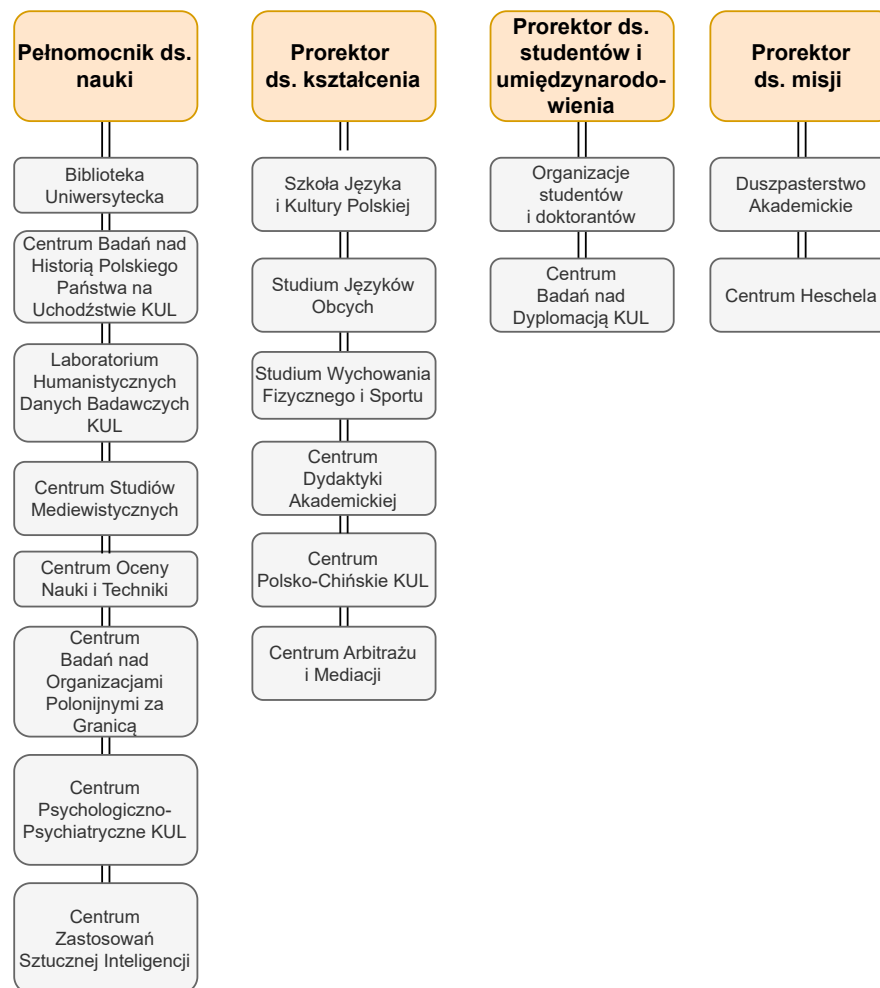 Pełnomocnik ds.
nauki
Biblioteka
Uniwersytecka
Centrum Badań nad
Historią Polskiego
Państwa na
Uchodźstwie KUL
Laboratorium
Humanistycznych
Danych Badawczych
KUL
Centrum Studiów
Mediewistycznych
Centrum Oceny
Nauki i Techniki
Centrum
Badań nad
Organizacjami
Polonijnymi za
Granicą
Centrum
Psychologiczno-
Psychiatryczne KUL
Centrum
Zastosowań
Sztucznej Inteligencji
Prorektor
ds. kształcenia
Szkoła Języka
i Kultury Polskiej
Studium Języków
Obcych
Studium Wychowania
Fizycznego i Sportu
Centrum
Dydaktyki
Akademickiej
Centrum
Polsko-Chińskie KUL
Centrum Arbitrażu
i Mediacji
Prorektor ds.
studentów i
umiędzynarodo-
wienia
Organizacje
studentów
i doktorantów
Centrum
Badań nad
Dyplomacją KUL
Prorektor
ds. misji
Duszpasterstwo
Akademickie
Centrum Heschela